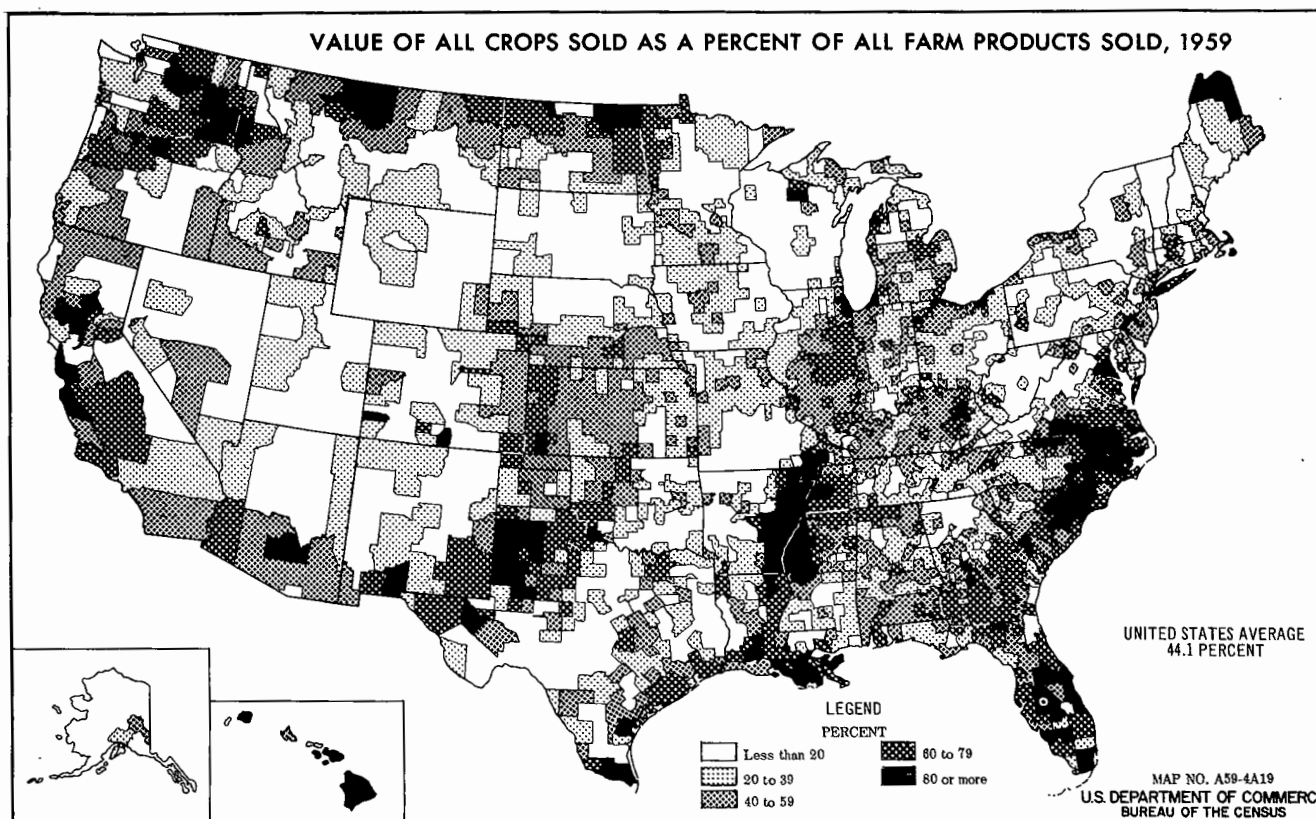 VALUE OF ALL CROPS SOLD AS A PERCENT OF ALL FARM PRODUCTS SOLD, 1959
UNITED STATES AVERAGE
44.1 PERCENT
LEGEND
PERCENT
Less than 20
20 to 39
40 to 59
60 to 79
80 or more
MAP NO. A59-4A19
U.S. DEPARTMENT OF COMMERC
BUREAU OF THE CENSUS